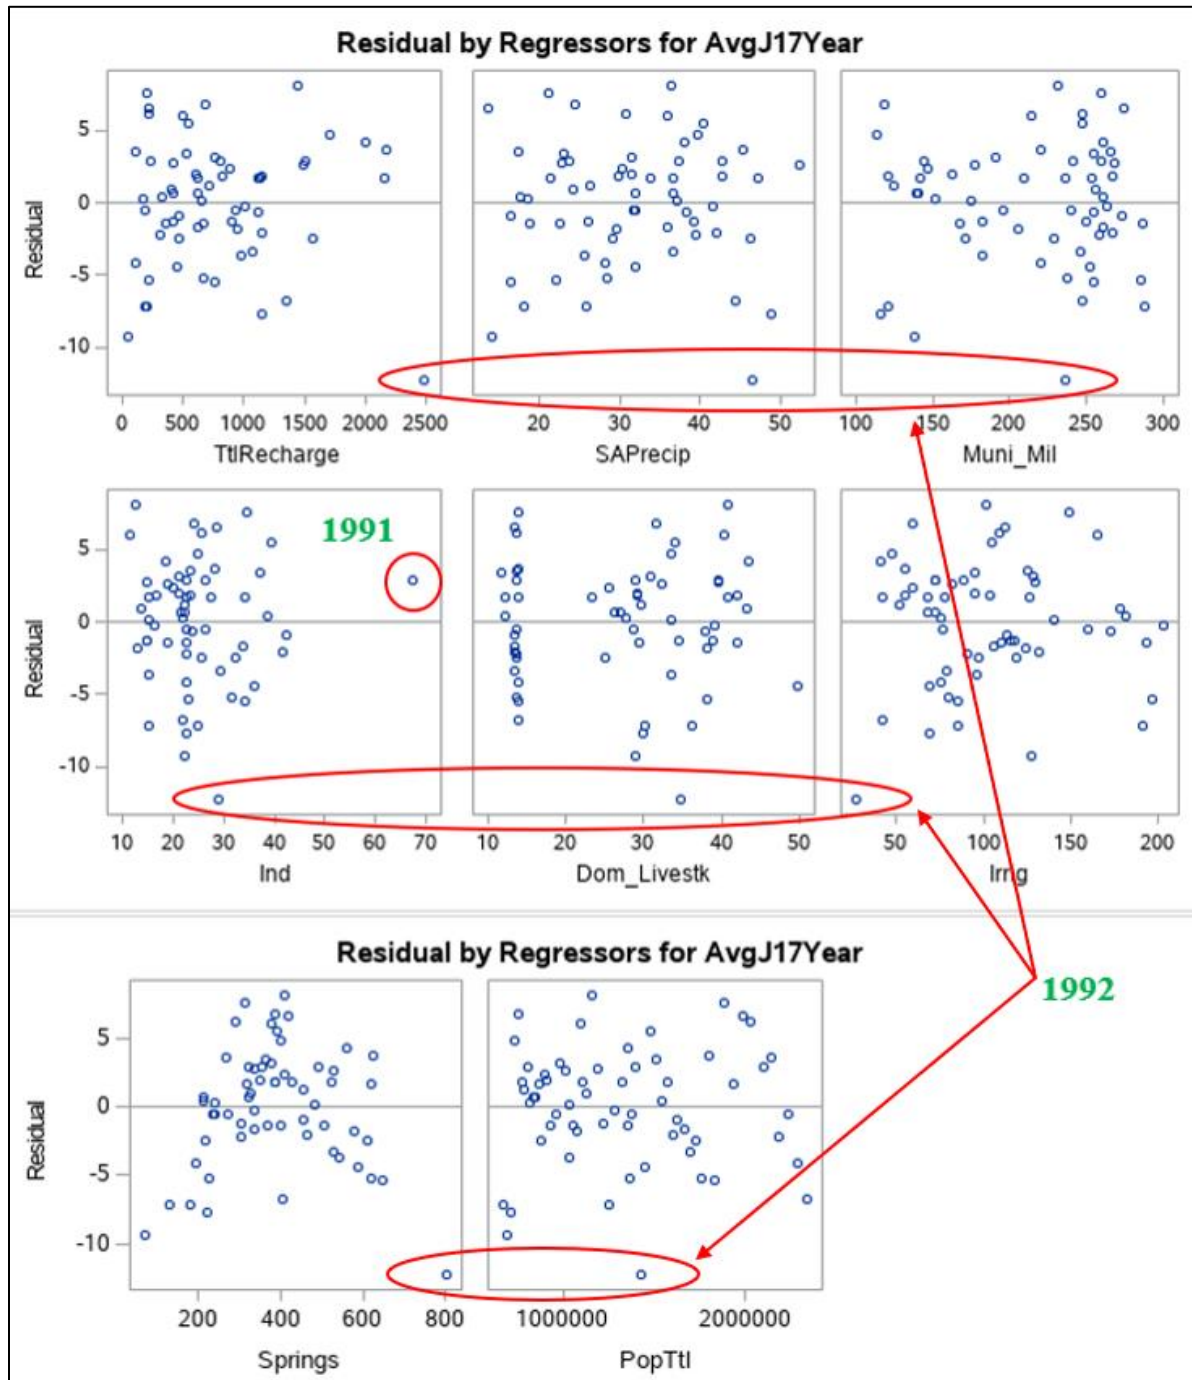 Residual by Regressors for AvgJ17Year
Residual
5
0
-5
-10
0 500 1000 1500 2000 2500
TtlRecharge
20 30 40 50
SAPrecip
100 150 200 250 300
Muni_Mil
Residual
5
0
-5
-10
1991
10 20 30 40 50 60 70
Ind
10 20 30 40 50
Dom_Livestk
50 100 150 200
Irrig
Residual by Regressors for AvgJ17Year
1992
Residual
5
0
-5
-10
200 400 600 800
Springs
1000000 2000000
PopTtl